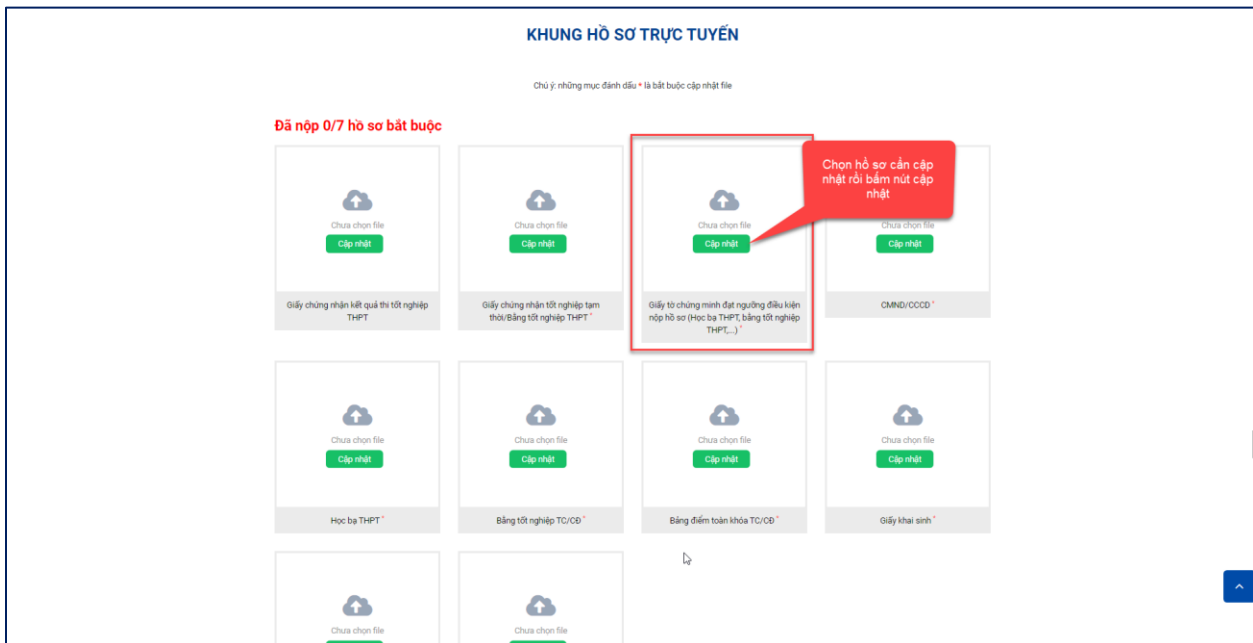 KHUNG HỒ SƠ TRỰC TUYẾN
Chú ý: những mục đánh dấu * là bắt buộc cập nhật file
Đã nộp 0/7 hồ sơ bắt buộc
Chọn hồ sơ cần cập
nhật rồi bấm nút cập
nhật
Chưa chọn file
Cập nhật
Giấy chứng nhận kết quả thi tốt nghiệp
THPT
Chưa chọn file
Cập nhật
Giấy chứng nhận tốt nghiệp tạm
thời/Bằng tốt nghiệp THPT *
Chưa chọn file
Cập nhật
Giấy tờ chứng minh đạt ngưỡng điều kiện
nộp hồ sơ (Học bạ THPT, bằng tốt nghiệp
THPT,...) *
Chưa chọn file
Cập nhật
CMND/CCCD *
Chưa chọn file
Cập nhật
Học bạ THPT *
Chưa chọn file
Cập nhật
Bằng tốt nghiệp TC/CĐ *
Chưa chọn file
Cập nhật
Bảng điểm toàn khóa TC/CĐ *
Chưa chọn file
Cập nhật
Giấy khai sinh *
Chưa chọn file
Chưa chọn file